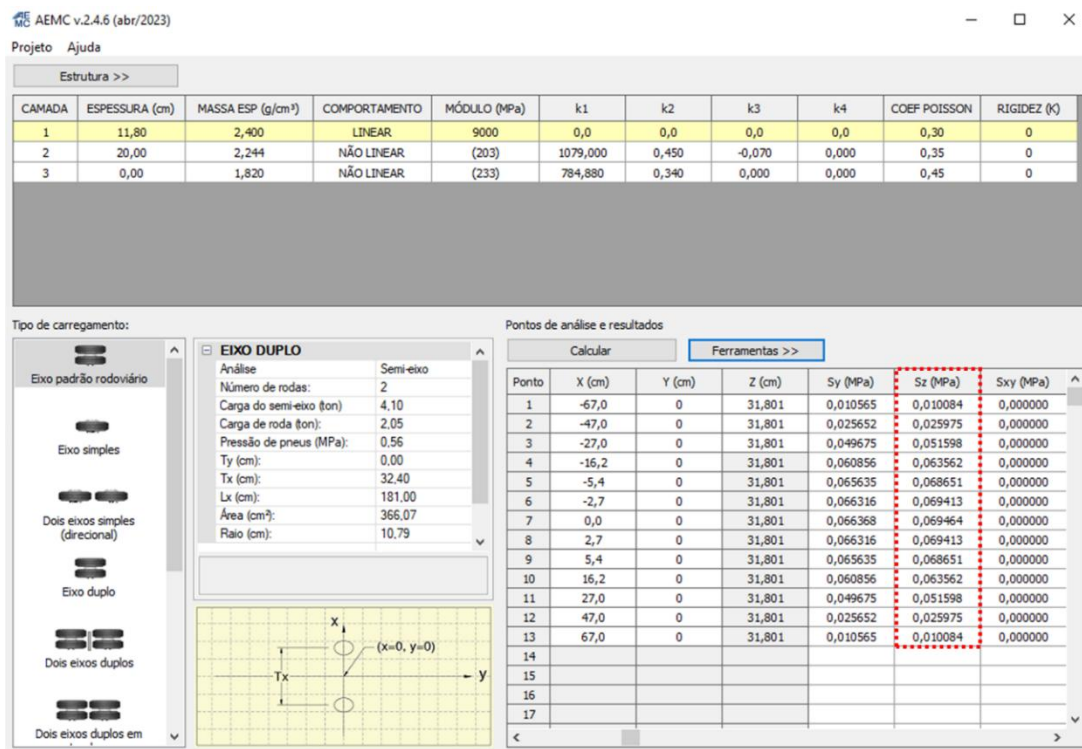 AEMC v.2.4.6 (abr/2023)
Projeto Ajuda
Estrutura >>
CAMADA ESPESSURA (cm) MASSA ESP (g/cm³) COMPORTAMENTO MÓDULO (MPa) k1 k2 k3 k4 COEF POISSON RIGIDEZ (K)
1 11,80 2,400 LINEAR 9000 0,0 0,0 0,0 0,0 0,30 0
2 20,00 2,244 NÃO LINEAR (203) 1079,000 0,450 -0,070 0,000 0,35 0
3 0,00 1,820 NÃO LINEAR (233) 784,880 0,340 0,000 0,000 0,45 0
Tipo de carregamento:
Eixo padrão rodoviário
Eixo simples
Dois eixos simples
(direcional)
Eixo duplo
Dois eixos duplos
Dois eixos duplos em
EIXO DUPLO
Análise Semi-eixo
Número de rodas: 2
Carga do semi-eixo (ton) 4,10
Carga de roda (ton): 2,05
Pressão de pneus (MPa): 0,56
Ty (cm): 0,00
Tx (cm): 32,40
Lx (cm): 181,00
Área (cm²): 366,07
Raio (cm): 10,79
x
(x=0, y=0)
Tx
y
Pontos de análise e resultados
Calcular Ferramentas >>
Ponto X (cm) Y (cm) Z (cm) Sy (MPa) Sz (MPa) Sxy (MPa)
1 -67,0 0 31,801 0,010565 0,010084 0,000000
2 -47,0 0 31,801 0,025652 0,025975 0,000000
3 -27,0 0 31,801 0,049675 0,051598 0,000000
4 -16,2 0 31,801 0,060856 0,063562 0,000000
5 -5,4 0 31,801 0,065635 0,068651 0,000000
6 -2,7 0 31,801 0,066316 0,069413 0,000000
7 0,0 0 31,801 0,066368 0,069464 0,000000
8 2,7 0 31,801 0,066316 0,069413 0,000000
9 5,4 0 31,801 0,065635 0,068651 0,000000
10 16,2 0 31,801 0,060856 0,063562 0,000000
11 27,0 0 31,801 0,049675 0,051598 0,000000
12 47,0 0 31,801 0,025652 0,025975 0,000000
13 67,0 0 31,801 0,010565 0,010084 0,000000
14
15
16
17